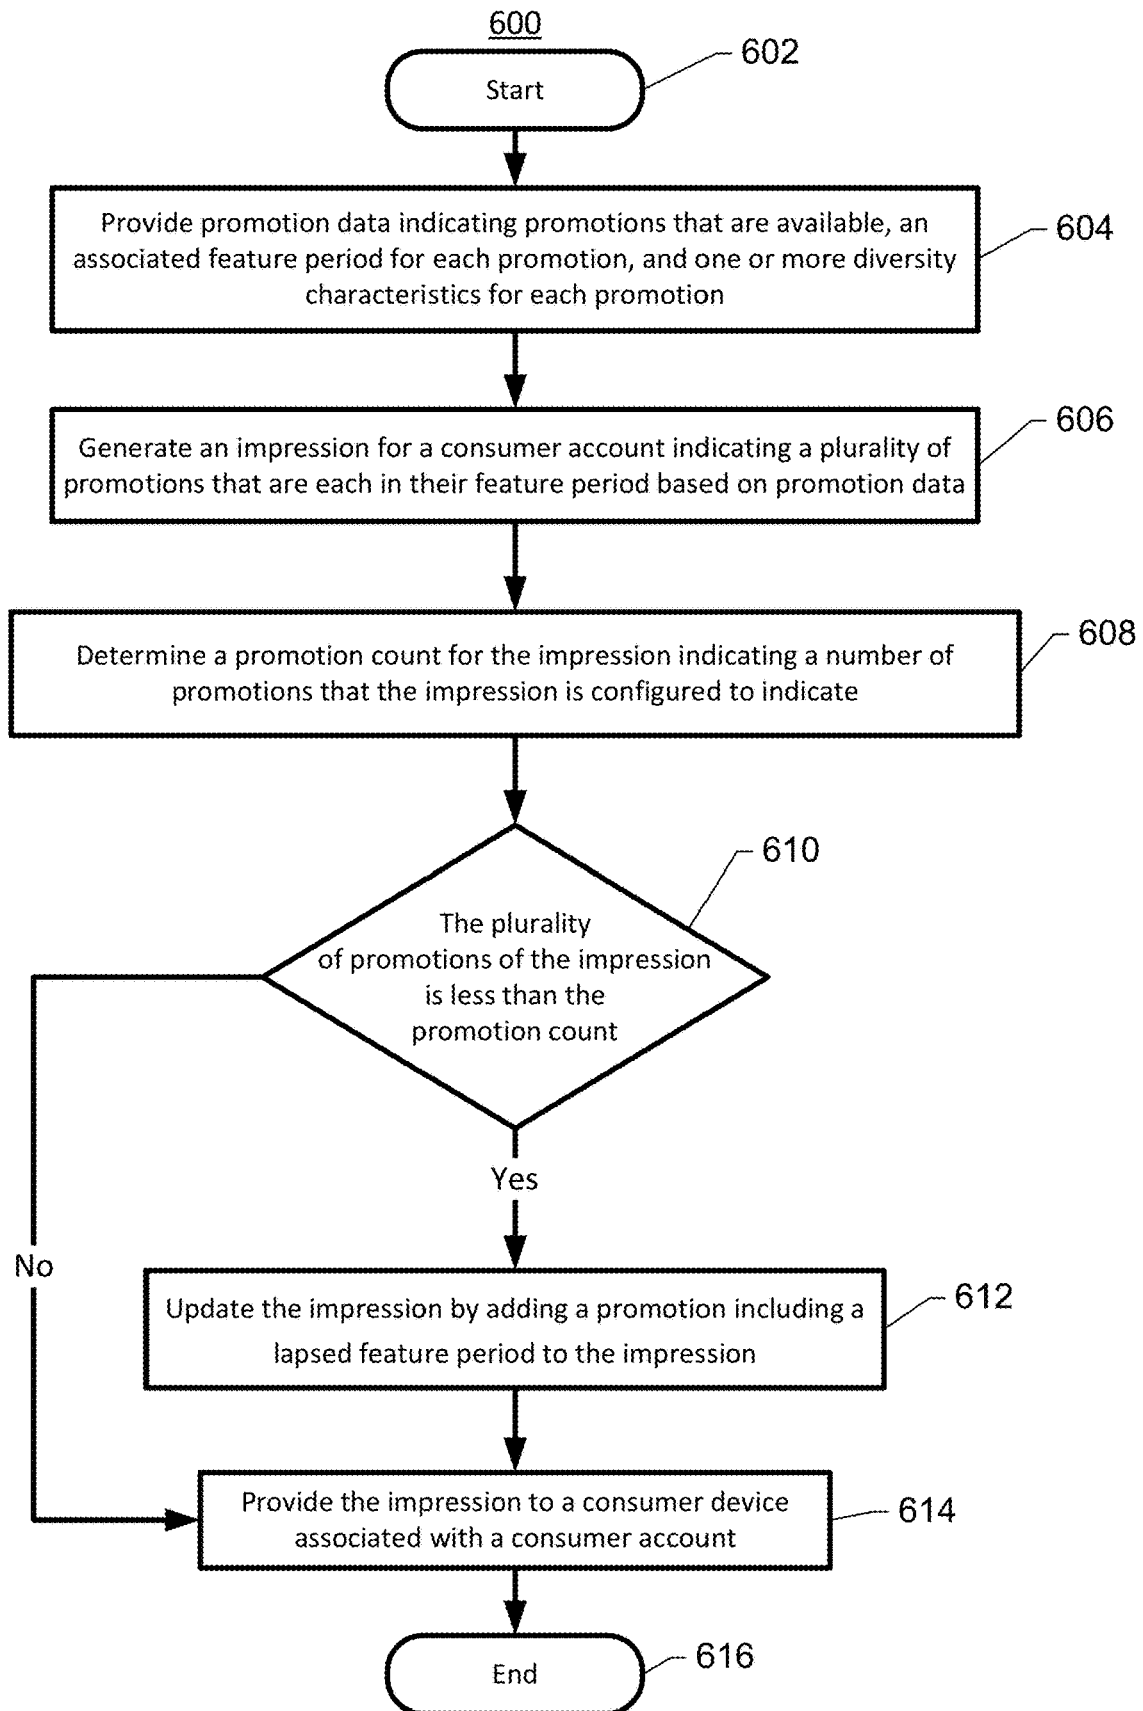 600
602
Start
604
Provide promotion data indicating promotions that are available, an
associated feature period for each promotion, and one or more diversity
characteristics for each promotion
606
Generate an impression for a consumer account indicating a plurality of
promotions that are each in their feature period based on promotion data
608
Determine a promotion count for the impression indicating a number of
promotions that the impression is configured to indicate
610
The plurality
of promotions of the impression
is less than the
promotion count
Yes
No
612
Update the impression by adding a promotion including a
lapsed feature period to the impression
614
Provide the impression to a consumer device
associated with a consumer account
616
End